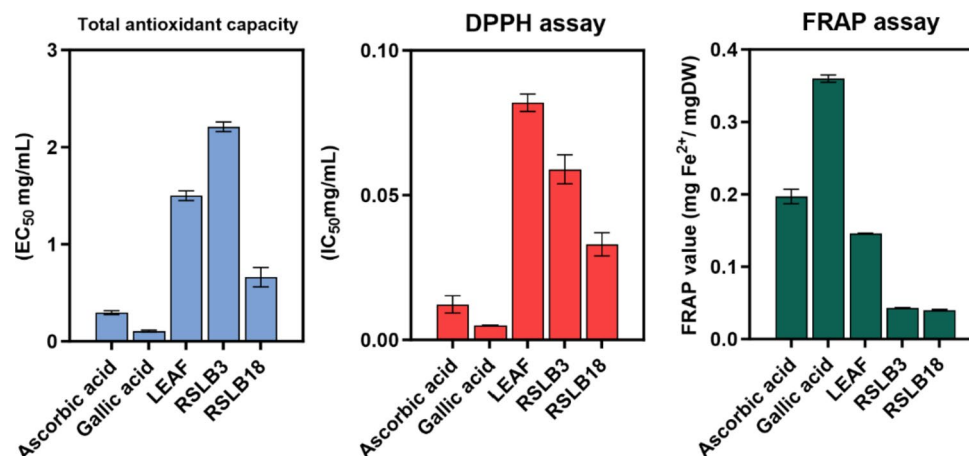 Total antioxidant capacity
(EC50 mg/mL)
3
2
1
0
Ascorbic acid
Gallic acid
LEAF
RSLB3
RSLB18
DPPH assay
(IC50mg/mL)
0.10
0.05
0.00
Ascorbic acid
Gallic acid
LEAF
RSLB3
RSLB18
FRAP assay
FRAP value (mg Fe2+/ mgDW)
0.4
0.3
0.2
0.1
0.0
Ascorbic acid
Gallic acid
LEAF
RSLB3
RSLB18